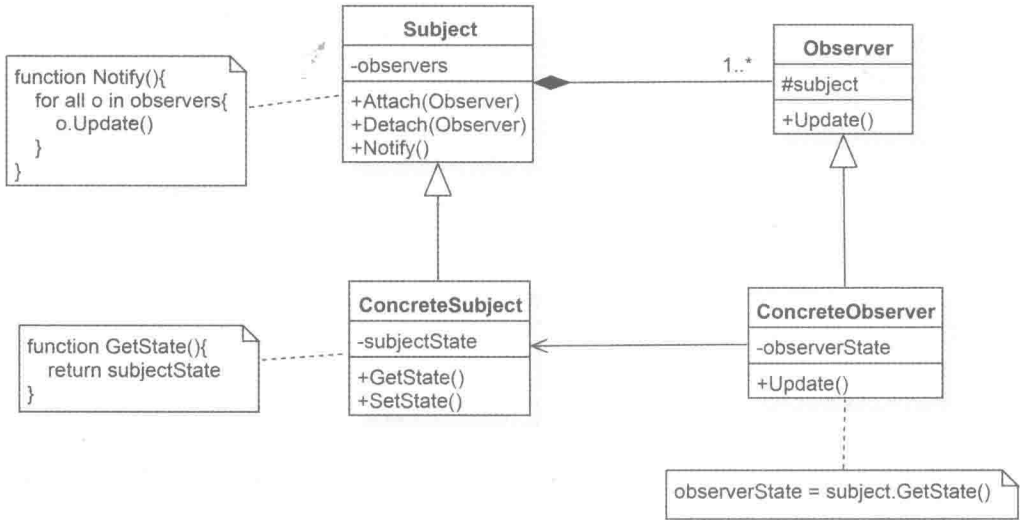 Subject
-observers
+Attach(Observer)
+Detach(Observer)
+Notify()
function Notify(){
for all o in observers{
o.Update()
}
}
1..*
Observer
#subject
+Update()
ConcreteSubject
-subjectState
+GetState()
+SetState()
function GetState(){
return subjectState
}
ConcreteObserver
-observerState
+Update()
observerState = subject.GetState()